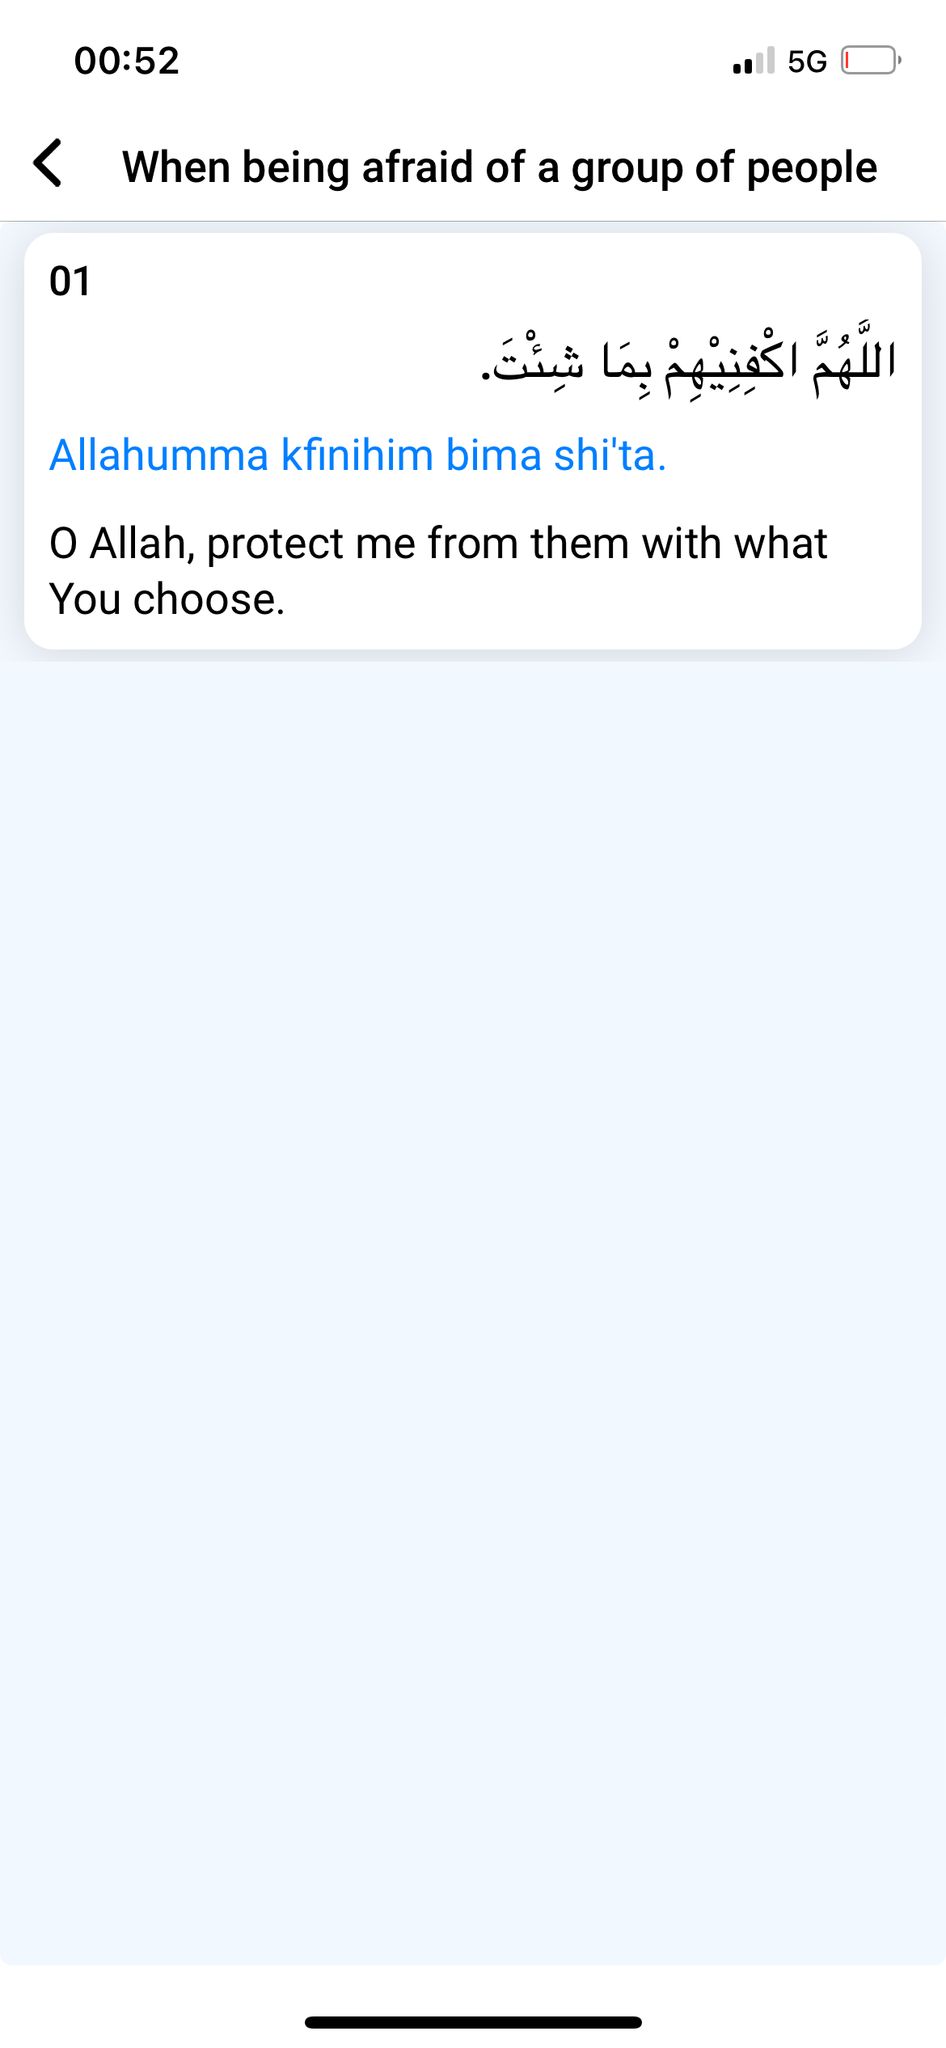 00:52
5G
When being afraid of a group of people
01
اللَّهُمَّ اكْفِنِيْهِمْ بِمَا شِئْتَ.
Allahumma kfinihim bima shi'ta.
O Allah, protect me from them with what
You choose.